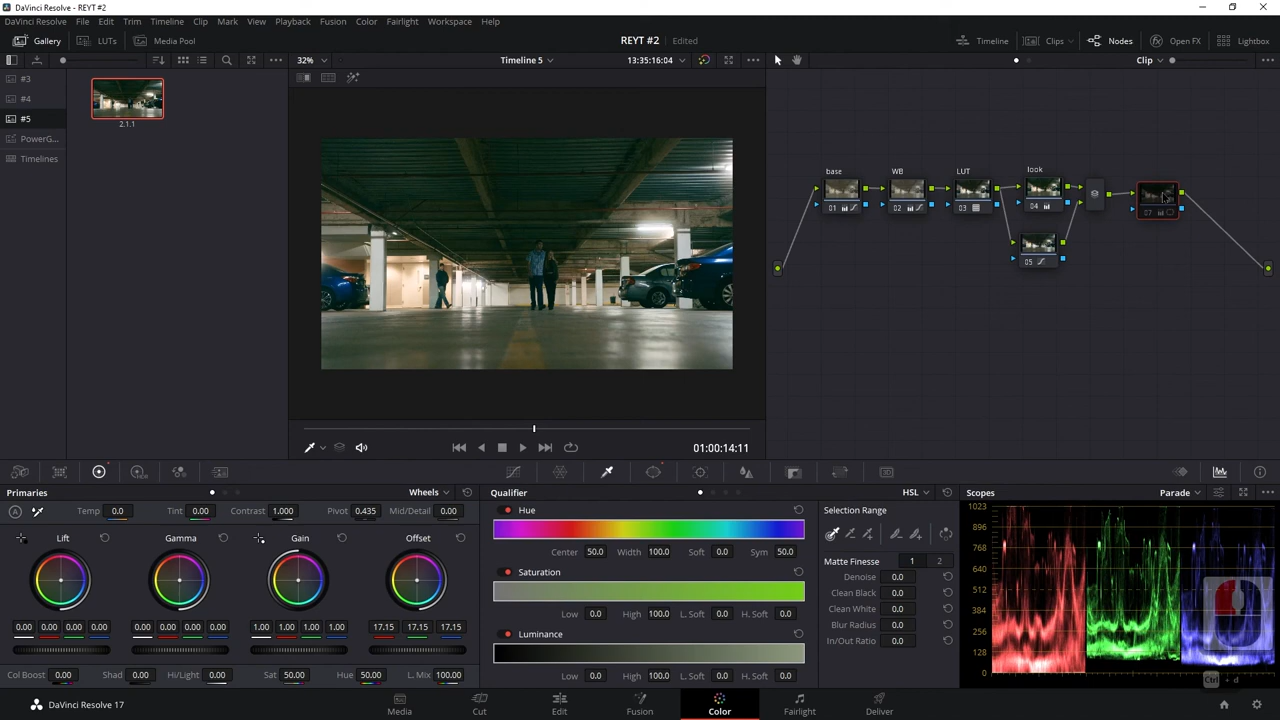 DaVinci Resolve - REYT #2
DaVinci Resolve File Edit Trim Timeline Clip Mark View Playback Fusion Color Fairlight Workspace Help
Gallery LUTs Media Pool REYT #2 Edited Timeline Clips Nodes Open FX Lightbox
32% Timeline 5 13:35:16:04 Clip
#3
#4
#5
PowerG...
Timelines
2.1.1
base WB LUT look
01 02 03 04 07
05
01:00:14:11
Primaries Wheels
Temp 0.0 Tint 0.00 Contrast 1.000 Pivot 0.435 Mid/Detail 0.00
Lift Gamma Gain Offset
0.00 0.00 0.00 0.00 0.00 0.00 0.00 0.00 1.00 1.00 1.00 1.00 17.15 17.15 17.15
Col Boost 0.00 Shad 0.00 Hi/Light 0.00 Sat 50.00 Hue 50.00 L. Mix 100.00
Qualifier HSL
Hue
Center 50.0 Width 100.0 Soft 0.0 Sym 50.0
Saturation
Low 0.0 High 100.0 L. Soft 0.0 H. Soft 0.0
Luminance
Low 0.0 High 100.0 L. Soft 0.0 H. Soft 0.0
Selection Range
Matte Finesse 1 2
Denoise 0.0
Clean Black 0.0
Clean White 0.0
Blur Radius 0.0
In/Out Ratio 0.0
Scopes Parade
1023
896
768
640
512
384
256
128
0
Ctrl + d
DaVinci Resolve 17
Media Cut Edit Fusion Color Fairlight Deliver